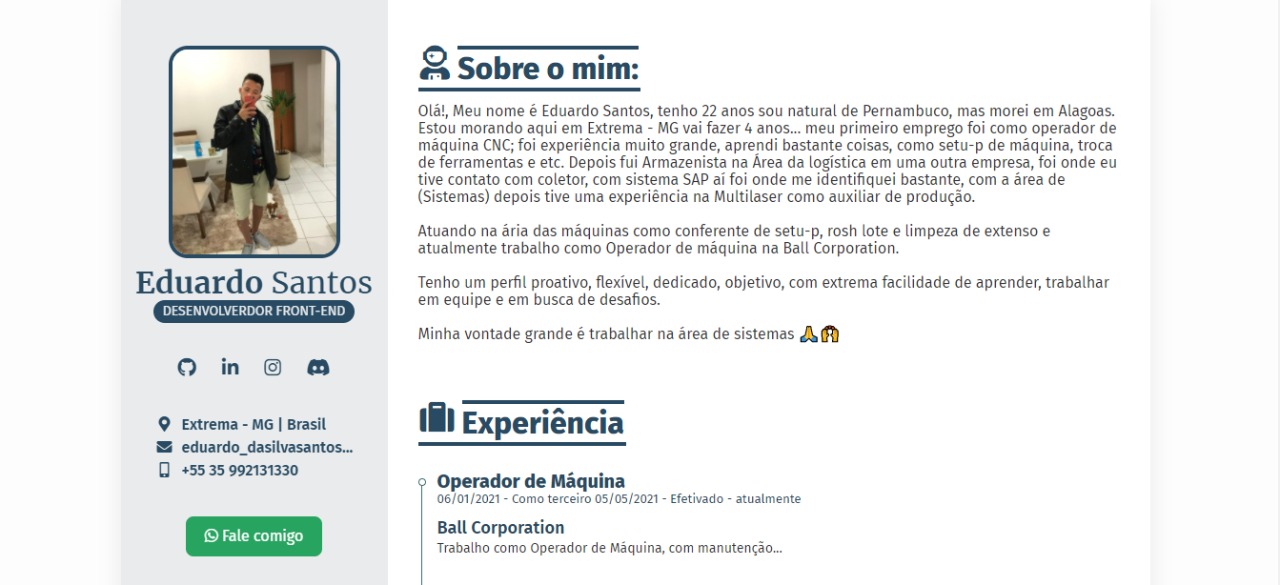 Eduardo Santos
DESENVOLVERDOR FRONT-END
Extrema - MG | Brasil
eduardo_dasilvasantos...
+55 35 992131330
Fale comigo
Sobre o mim:
Olá!, Meu nome é Eduardo Santos, tenho 22 anos sou natural de Pernambuco, mas morei em Alagoas.
Estou morando aqui em Extrema - MG vai fazer 4 anos... meu primeiro emprego foi como operador de
máquina CNC; foi experiência muito grande, aprendi bastante coisas, como setu-p de máquina, troca
de ferramentas e etc. Depois fui Armazenista na Área da logística em uma outra empresa, foi onde eu
tive contato com coletor, com sistema SAP aí foi onde me identifiquei bastante, com a área de
(Sistemas) depois tive uma experiência na Multilaser como auxiliar de produção.
Atuando na ária das máquinas como conferente de setu-p, rosh lote e limpeza de extenso e
atualmente trabalho como Operador de máquina na Ball Corporation.
Tenho um perfil proativo, flexível, dedicado, objetivo, com extrema facilidade de aprender, trabalhar
em equipe e em busca de desafios.
Minha vontade grande é trabalhar na área de sistemas 🙏🙌
Experiência
Operador de Máquina
06/01/2021 - Como terceiro 05/05/2021 - Efetivado - atualmente
Ball Corporation
Trabalho como Operador de Máquina, com manutenção...